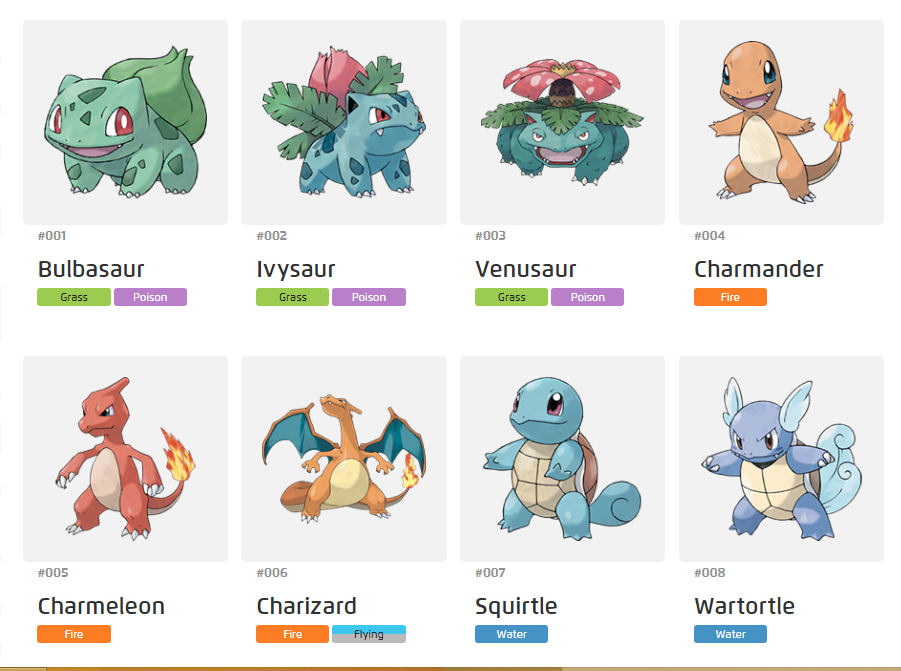 #001
Bulbasaur
Grass Poison
#002
Ivysaur
Grass Poison
#003
Venusaur
Grass Poison
#004
Charmander
Fire
#005
Charmeleon
Fire
#006
Charizard
Fire Flying
#007
Squirtle
Water
#008
Wartortle
Water